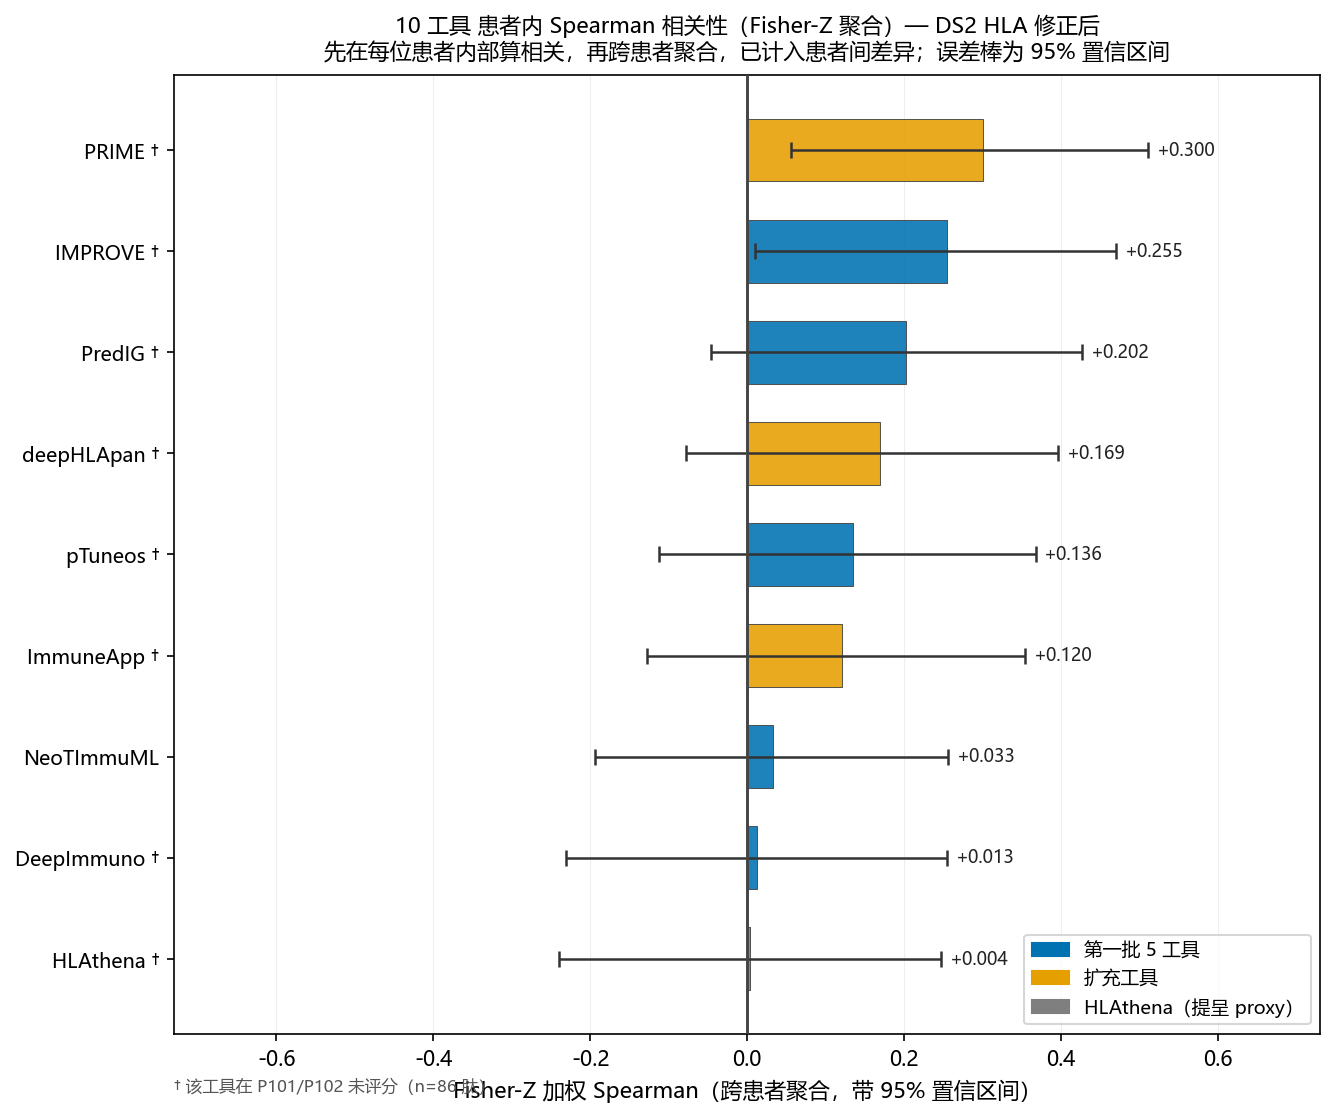 10 工具 患者内 Spearman 相关性（Fisher-Z 聚合）— DS2 HLA 修正后
先在每位患者内部算相关，再跨患者聚合，已计入患者间差异；误差棒为 95% 置信区间
PRIME †
+0.300
IMPROVE †
+0.255
PredIG †
+0.202
deepHLApan †
+0.169
pTuneos †
+0.136
ImmuneApp †
+0.120
NeoTImmuML
+0.033
DeepImmuno †
+0.013
HLAthena †
+0.004
第一批 5 工具
扩充工具
HLAthena（提呈 proxy）
-0.6 -0.4 -0.2 0.0 0.2 0.4 0.6
† 该工具在 P101/P102 未评分（n=86 肽）
Fisher-Z 加权 Spearman（跨患者聚合，带 95% 置信区间）